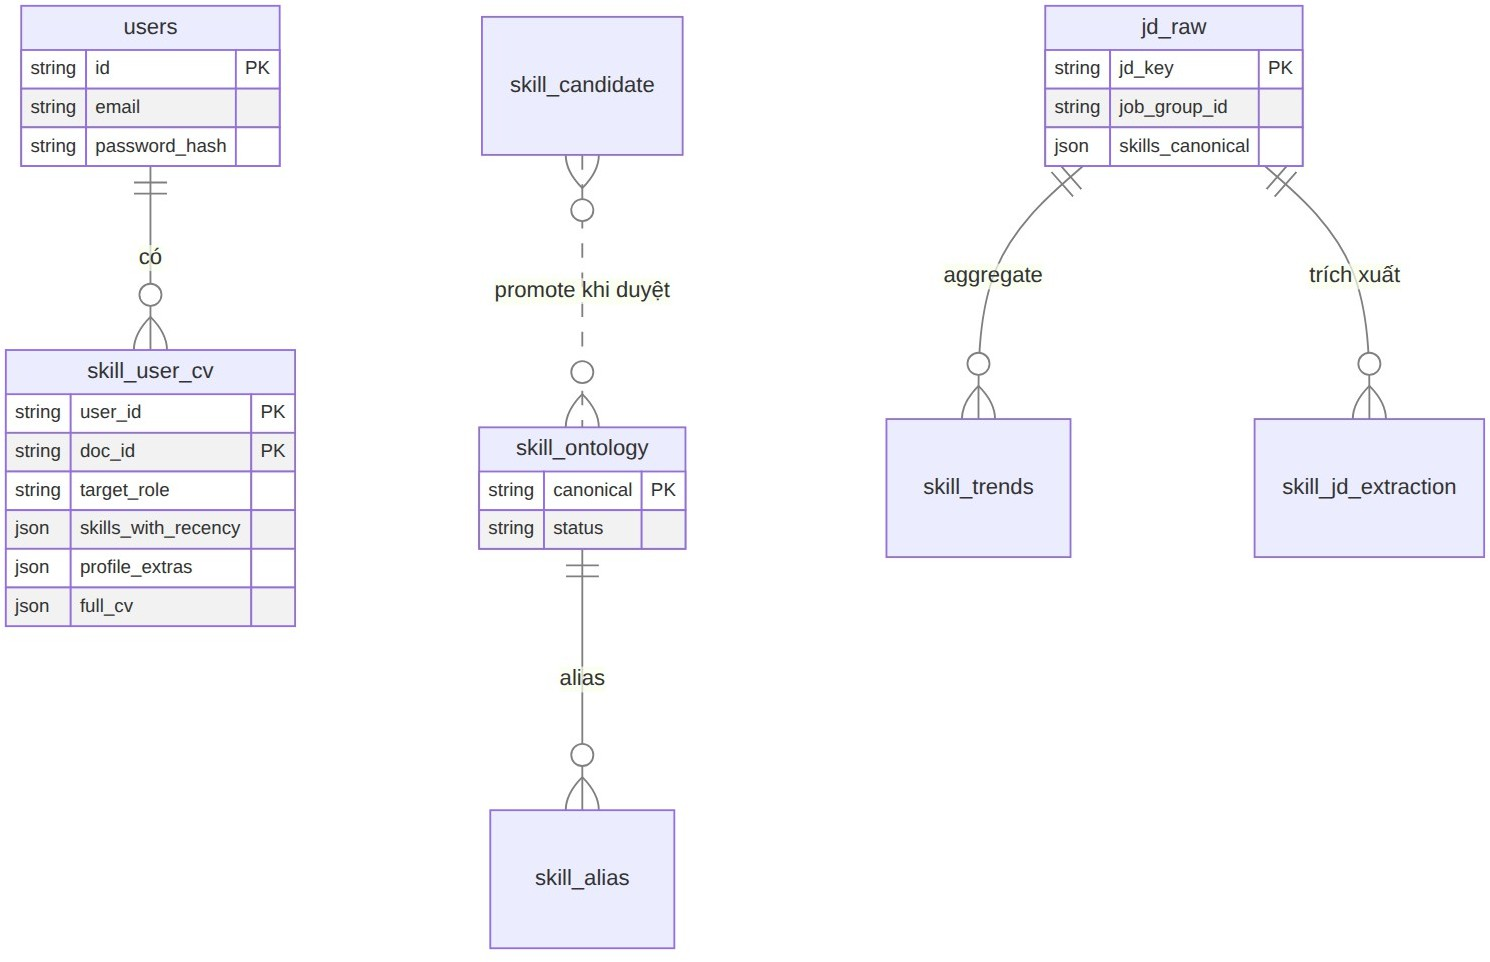 users
string id PK
string email
string password_hash
có
skill_user_cv
string user_id PK
string doc_id PK
string target_role
json skills_with_recency
json profile_extras
json full_cv
skill_candidate
promote khi duyệt
skill_ontology
string canonical PK
string status
alias
skill_alias
jd_raw
string jd_key PK
string job_group_id
json skills_canonical
aggregate
trích xuất
skill_trends
skill_jd_extraction